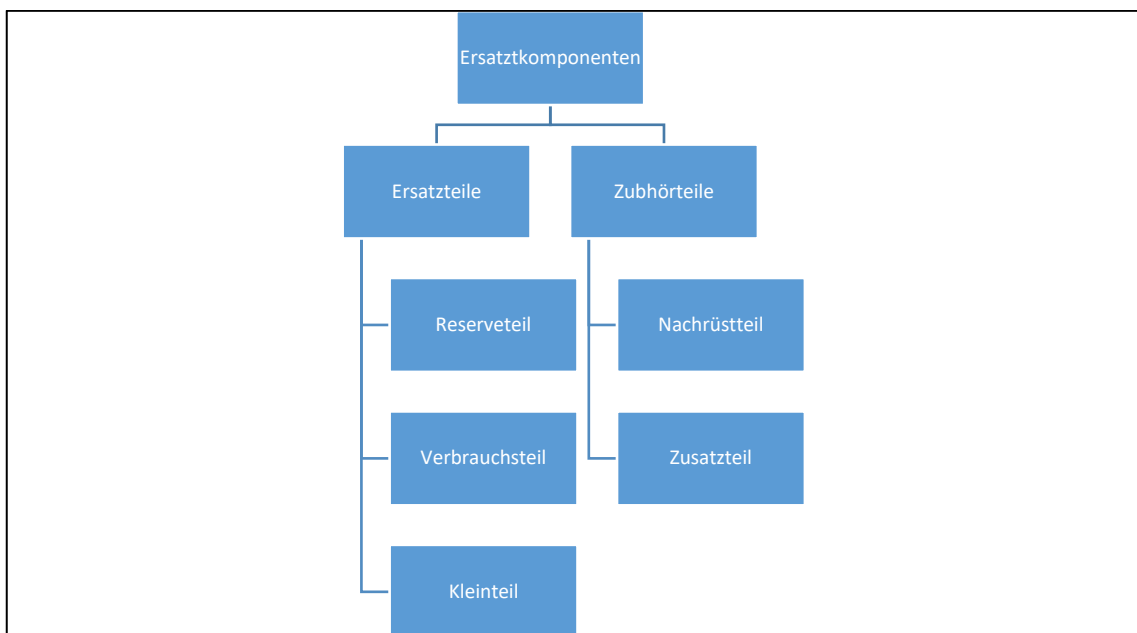 Ersatztkomponenten
Ersatzteile
Zubhörteile
Reserveteil
Nachrüstteil
Verbrauchsteil
Zusatzteil
Kleinteil